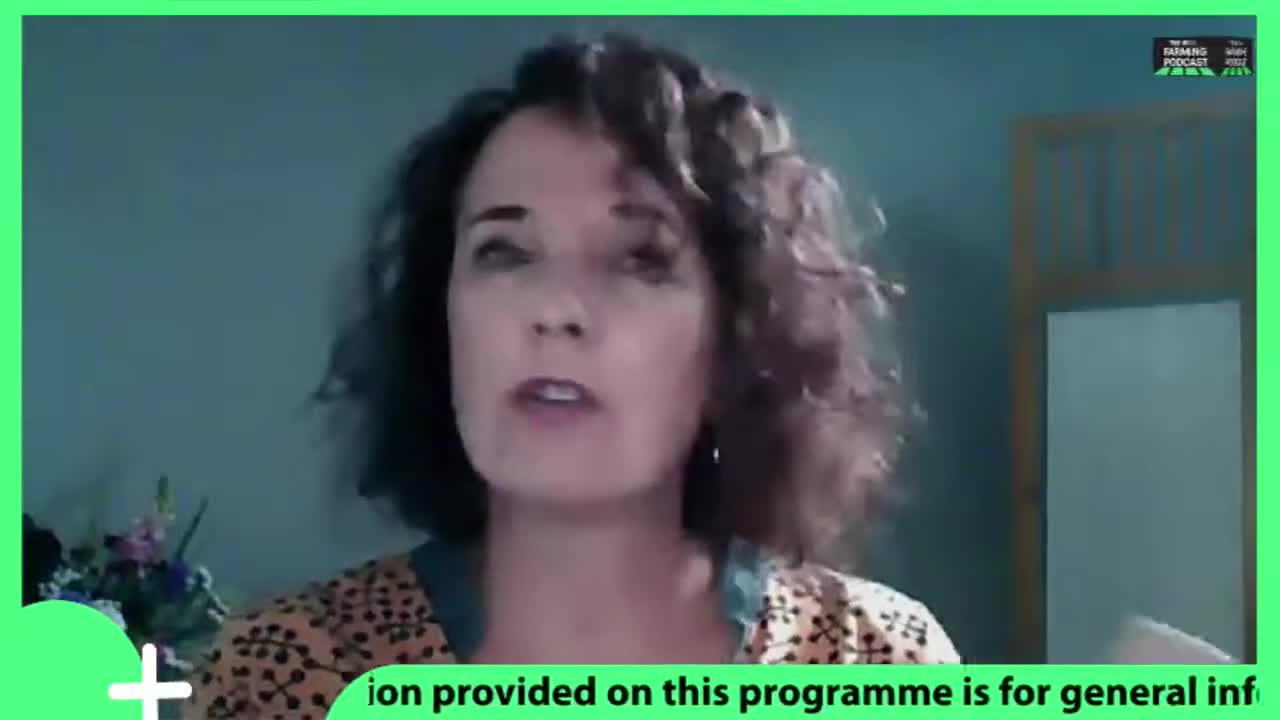 FARMING
PODCAST
ion provided on this programme is for general inf